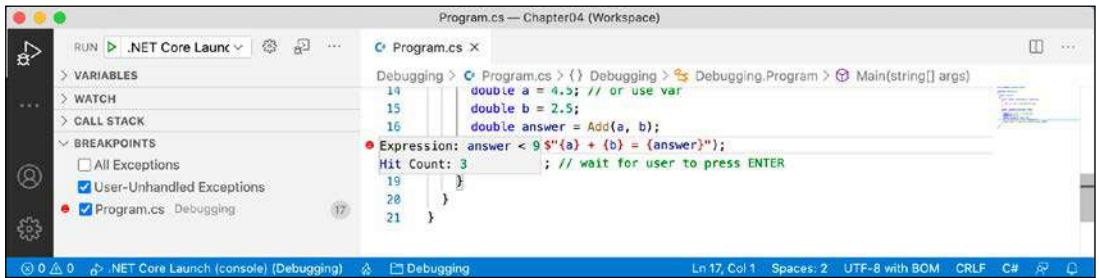 Program.cs — Chapter04 (Workspace)
RUN .NET Core Launc
Program.cs
VARIABLES
WATCH
CALL STACK
BREAKPOINTS
All Exceptions
User-Unhandled Exceptions
Program.cs Debugging 17
Debugging > Program.cs > {} Debugging > Debugging.Program > Main(string[] args)
14 double a = 4.5; // or use var
15 double b = 2.5;
16 double answer = Add(a, b);
Expression: answer < 9 $"{a} + {b} = {answer}");
Hit Count: 3 ; // wait for user to press ENTER
19 }
20 }
21 }
0 0 .NET Core Launch (console) (Debugging) Debugging Ln 17, Col 1 Spaces: 2 UTF-8 with BOM CRLF C#